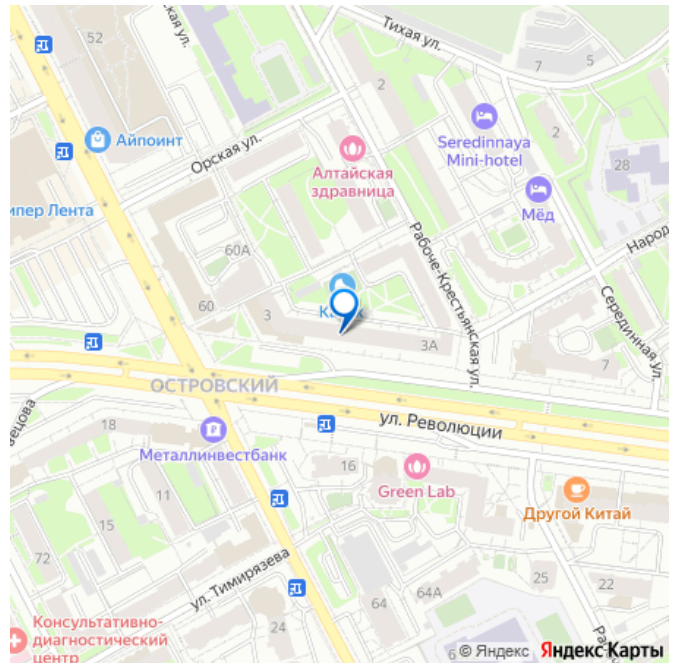 52
Орская ул.
Тихая ул.
7
5
2
Айпоинт
Орская ул.
Seredinnaya
Mini-hotel
2
28
Алтайская
здравница
Мёд
ипер Лента
60А
Рабоче-Крестьянская ул.
Народ
60
3
3А
7
Серединная ул.
ОСТРОВСКИЙ
ул. Революции
вецова
18
Металлинвестбанк
16
Green Lab
Другой Китай
11
15
72
ул. Тимирязева
25
22
64
64А
24
6
Консультативно-
диагностический
центр
© Яндекс Яндекс Карты